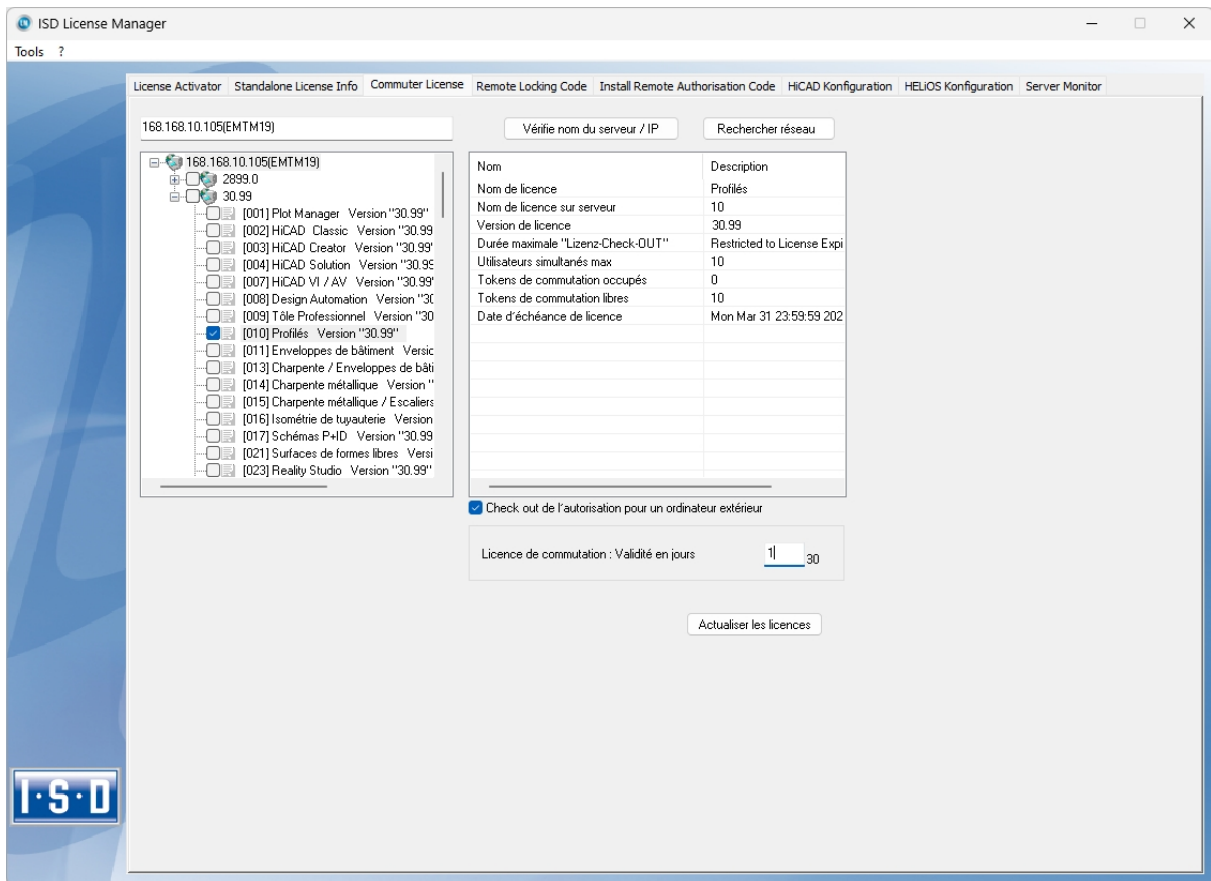 ISD License Manager
Tools ?
License Activator Standalone License Info Commuter License Remote Locking Code Install Remote Authorisation Code HiCAD Konfiguration HELiOS Konfiguration Server Monitor
168.168.10.105(EMTM19)
Vérifie nom du serveur / IP
Rechercher réseau
168.168.10.105(EMTM19)
2899.0
30.99
[001] Plot Manager Version "30.99"
[002] HiCAD Classic Version "30.99
[003] HiCAD Creator Version "30.99"
[004] HiCAD Solution Version "30.99
[007] HiCAD VI / AV Version "30.99"
[008] Design Automation Version "30
[009] Tôle Professionnel Version "30
[010] Profilés Version "30.99"
[011] Enveloppes de bâtiment Versio
[013] Charpente / Enveloppes de bâti
[014] Charpente métallique Version "
[015] Charpente métallique / Escaliers
[016] Isométrie de tuyauterie Version
[017] Schémas P+ID Version "30.99
[021] Surfaces de formes libres Versi
[023] Reality Studio Version "30.99"
Nom Description
Nom de licence Profilés
Nom de licence sur serveur 10
Version de licence 30.99
Durée maximale "Lizenz-Check-OUT" Restricted to License Expi
Utilisateurs simultanés max 10
Tokens de commutation occupés 0
Tokens de commutation libres 10
Date d'échéance de licence Mon Mar 31 23:59:59 202
Check out de l'autorisation pour un ordinateur extérieur
Licence de commutation : Validité en jours 1 30
Actualiser les licences
I·S·D